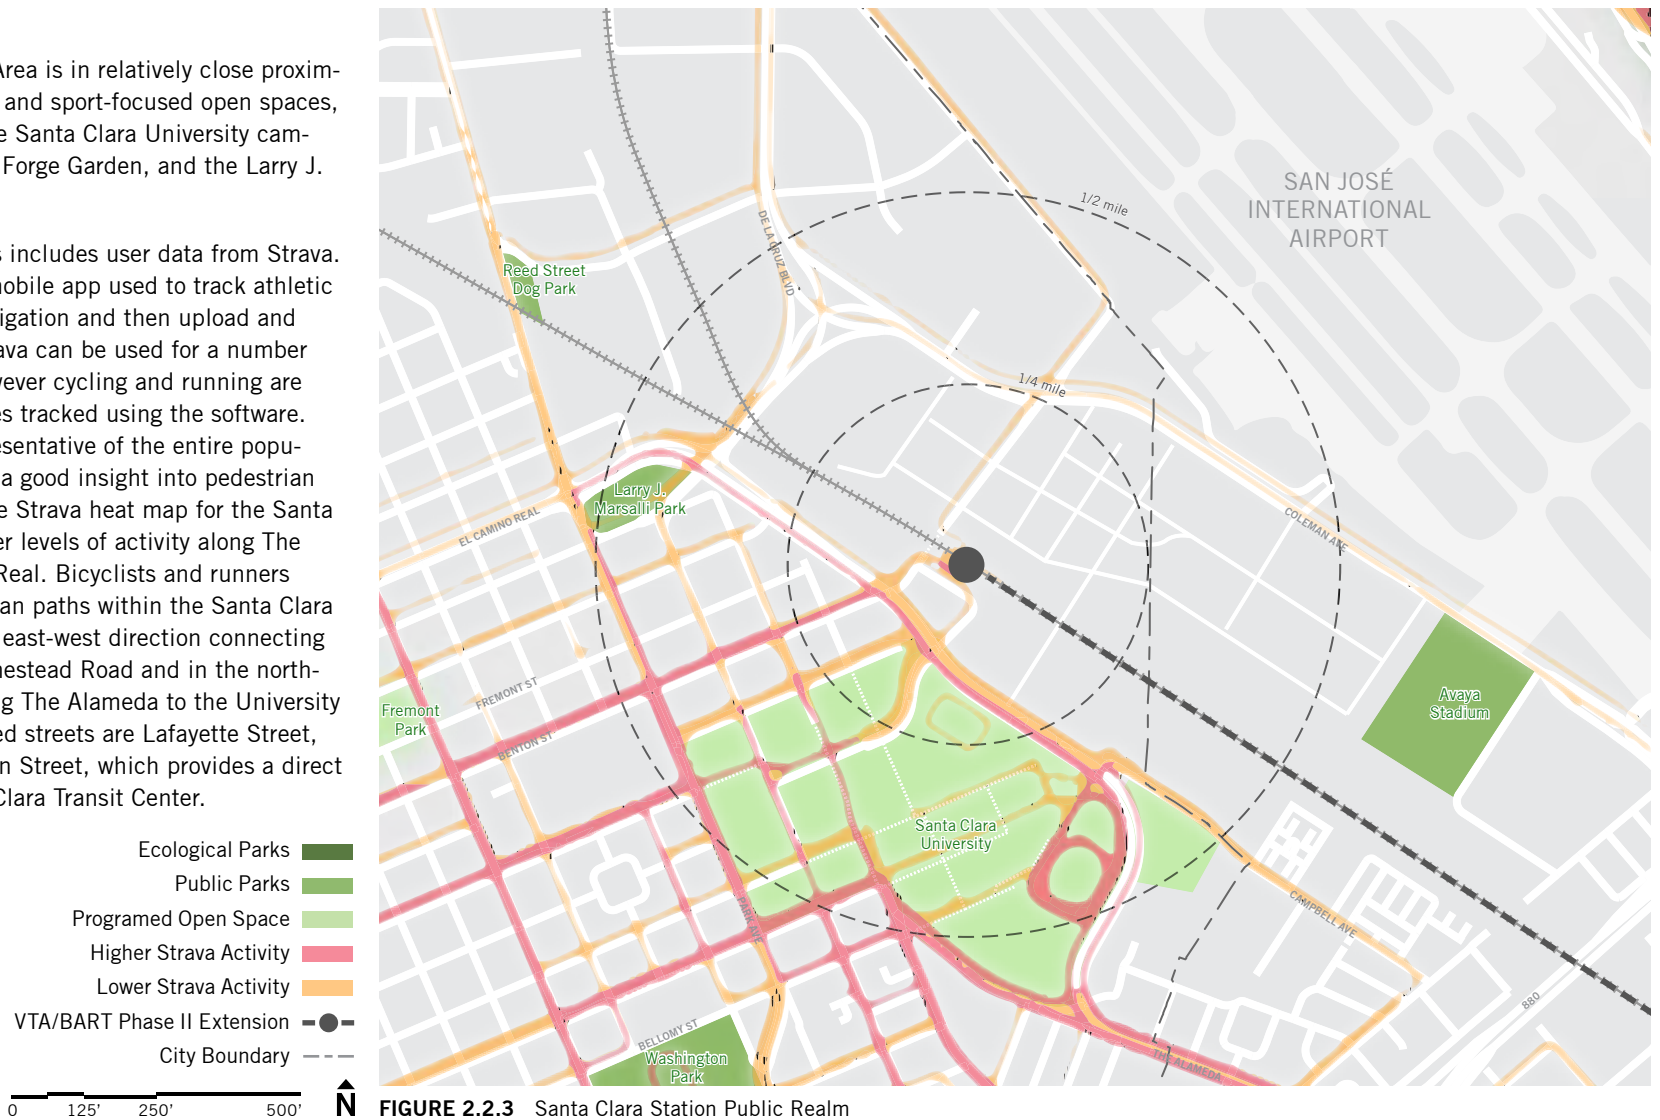 Area is in relatively close proxim-
and sport-focused open spaces,
e Santa Clara University cam-
Forge Garden, and the Larry J.
s includes user data from Strava.
mobile app used to track athletic
igation and then upload and
ava can be used for a number
wever cycling and running are
es tracked using the software.
esentative of the entire popu-
a good insight into pedestrian
e Strava heat map for the Santa
er levels of activity along The
Real. Bicyclists and runners
an paths within the Santa Clara
east-west direction connecting
mestead Road and in the north-
g The Alameda to the University
ed streets are Lafayette Street,
n Street, which provides a direct
Clara Transit Center.
Ecological Parks
Public Parks
Programed Open Space
Higher Strava Activity
Lower Strava Activity
VTA/BART Phase II Extension
City Boundary
0 125' 250' 500'
N
SAN JOSÉ
INTERNATIONAL
AIRPORT
1/2 mile
DE LA CRUZ BLVD
Reed Street
Dog Park
1/4 mile
Larry J.
Marsalli Park
EL CAMINO REAL
COLEMAN AVE
FREMONT ST
Fremont
Park
BENTON ST
Avaya
Stadium
Santa Clara
University
PARK AVE
CAMPBELL AVE
880
BELLOMY ST
Washington
Park
THE ALAMEDA
FIGURE 2.2.3 Santa Clara Station Public Realm